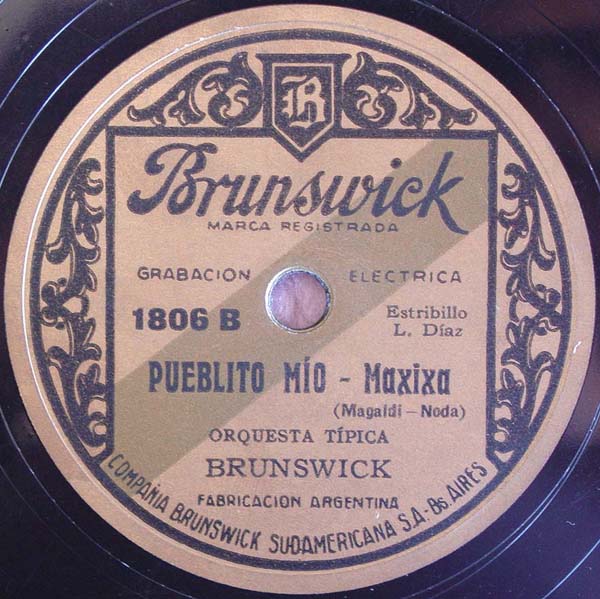 B
Brunswick
MARCA REGISTRADA
GRABACION ELECTRICA
1806 B
Estribillo
L. Díaz
PUEBLITO MÍO - Maxixa
(Magaldi - Noda)
ORQUESTA TÍPICA
BRUNSWICK
FABRICACION ARGENTINA
COMPAÑIA BRUNSWICK SUDAMERICANA S.A.-Bs. AIRES